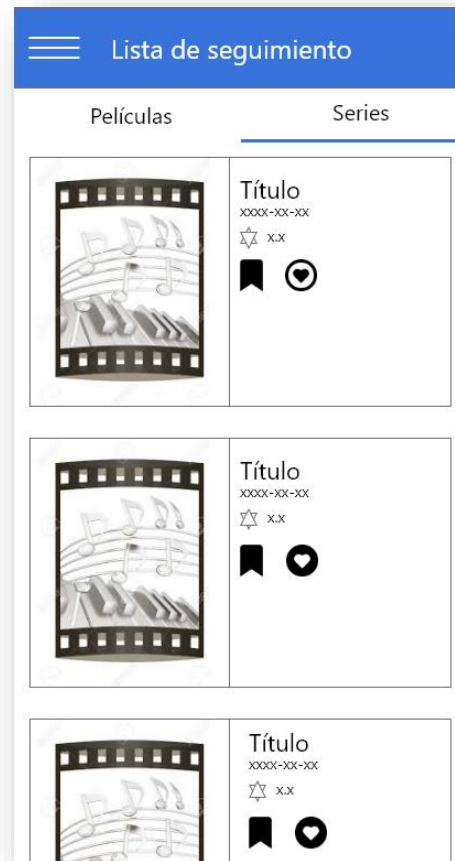 Lista de seguimiento
Películas
Series
Título
xxxx-xx-xx
x.x
Título
xxxx-xx-xx
x.x
Título
xxxx-xx-xx
x.x